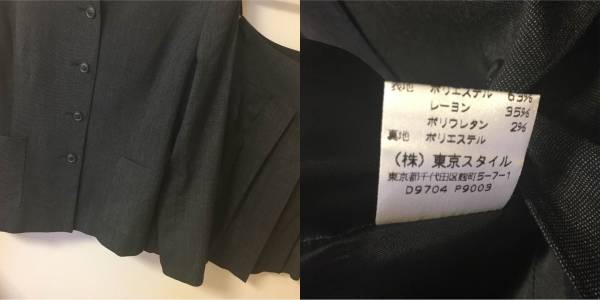 表地 ポリエステル 63%
レーヨン 35%
ポリウレタン 2%
裏地 ポリエステル
(株)東京スタイル
東京都千代田区麹町5-7-1
D9704 P9003